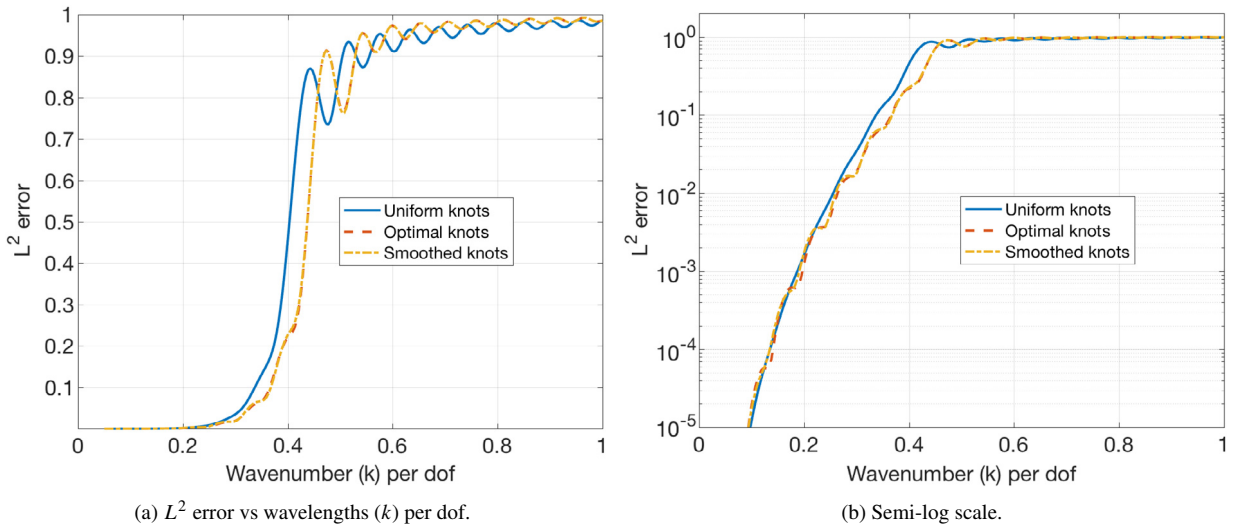 1
0.9
0.8
0.7
0.6
0.5
0.4
0.3
0.2
0.1
0
0.2
0.4
0.6
0.8
1
L² error
Wavenumber (k) per dof
Uniform knots
Optimal knots
Smoothed knots
(a) L² error vs wavelengths (k) per dof.
10⁰
10⁻¹
10⁻²
10⁻³
10⁻⁴
10⁻⁵
0
0.2
0.4
0.6
0.8
1
L² error
Wavenumber (k) per dof
Uniform knots
Optimal knots
Smoothed knots
(b) Semi-log scale.